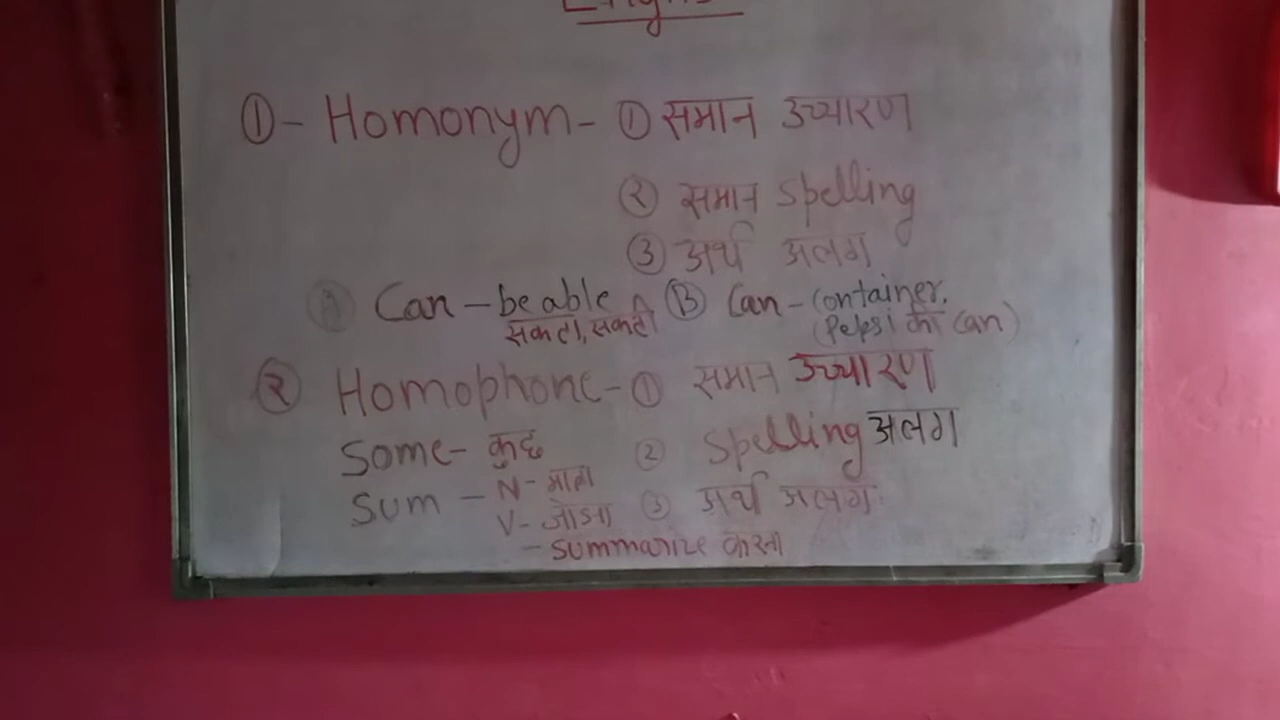 ①- Homonym- ① समान उच्चारण
② समान spelling
③ अर्थ अलग
Ⓐ Can - be able Ⓑ Can - container.
सकता, सकती (Pepsi की can)
② Homophone- ① समान उच्चारण
Some- कुछ ② Spelling अलग
Sum - N- मात्रा ③ अर्थ अलग
V- जोड़ना
- summarize करना